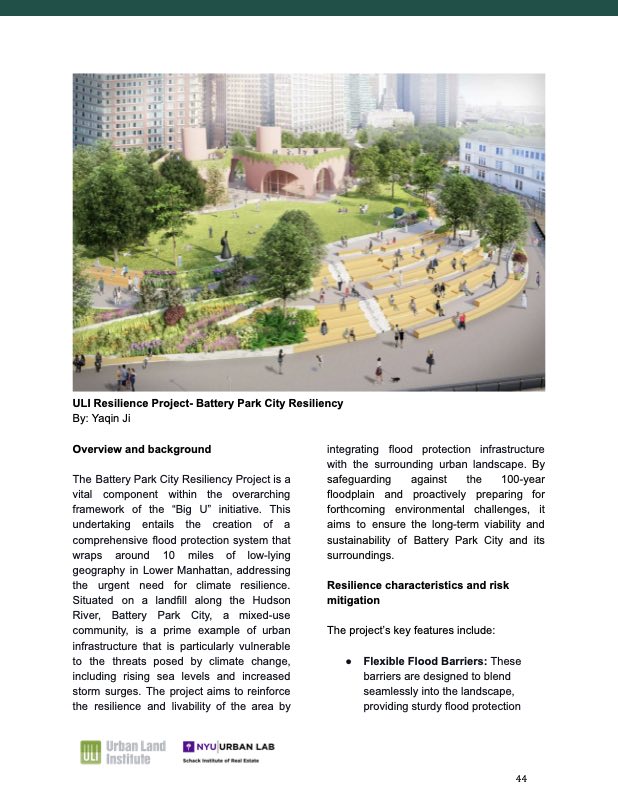 ULI Resilience Project- Battery Park City Resiliency
By: Yaqin Ji
Overview and background
The Battery Park City Resiliency Project is a
vital component within the overarching
framework of the “Big U” initiative. This
undertaking entails the creation of a
comprehensive flood protection system that
wraps around 10 miles of low-lying
geography in Lower Manhattan, addressing
the urgent need for climate resilience.
Situated on a landfill along the Hudson
River, Battery Park City, a mixed-use
community, is a prime example of urban
infrastructure that is particularly vulnerable
to the threats posed by climate change,
including rising sea levels and increased
storm surges. The project aims to reinforce
the resilience and livability of the area by
integrating flood protection infrastructure
with the surrounding urban landscape. By
safeguarding against the 100-year
floodplain and proactively preparing for
forthcoming environmental challenges, it
aims to ensure the long-term viability and
sustainability of Battery Park City and its
surroundings.
Resilience characteristics and risk
mitigation
The project’s key features include:
● Flexible Flood Barriers: These
barriers are designed to blend
seamlessly into the landscape,
providing sturdy flood protection
ULI Urban Land
Institute
NYU URBAN LAB
Schack Institute of Real Estate
44